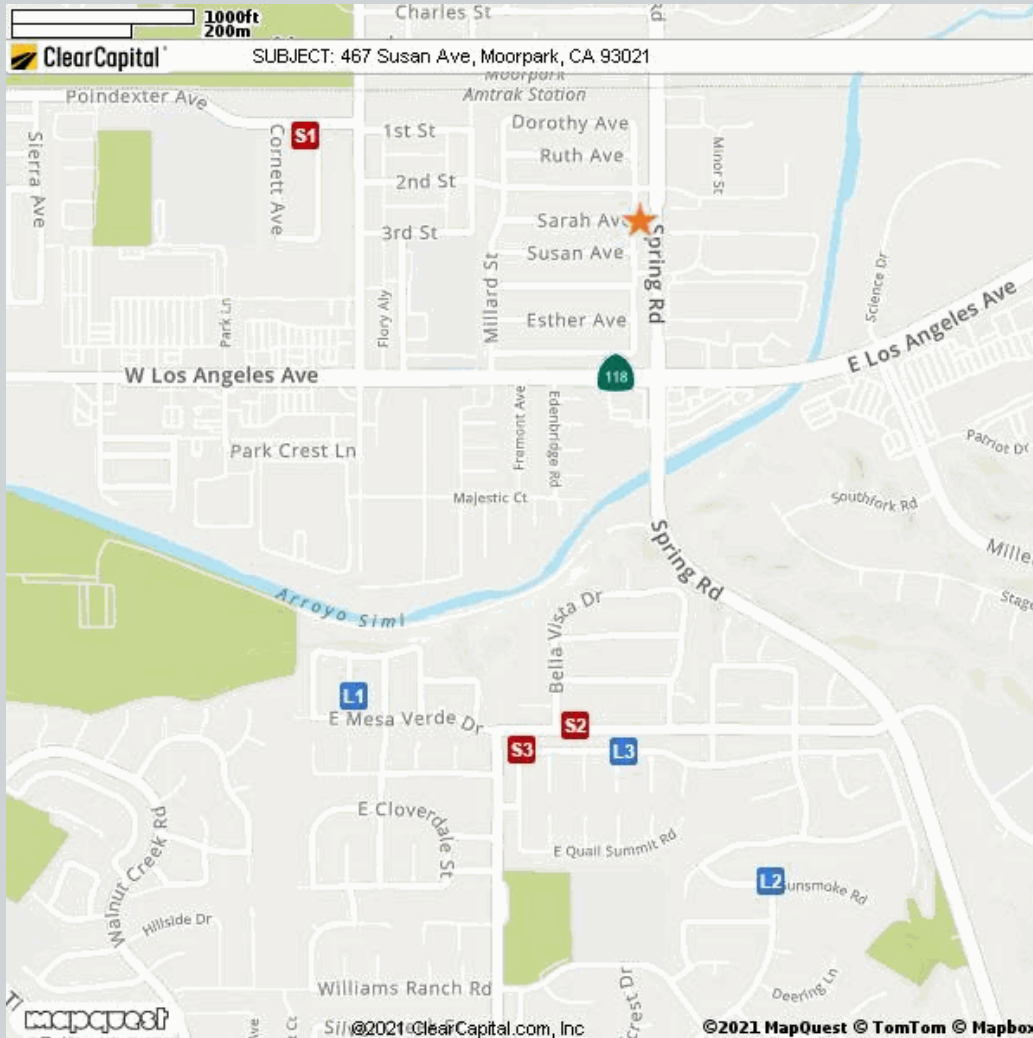 1000ft
200m
Charles St
Rd
ClearCapital
SUBJECT: 467 Susan Ave, Moorpark, CA 93021
Moorpark
Amtrak Station
Poindexter Ave
Sierra Ave
Cornett Ave
S1
1st St
Dorothy Ave
Ruth Ave
Minor St
2nd St
Sarah Ave
3rd St
Susan Ave
Spring Rd
Millard St
Flory Aly
Park Ln
Esther Ave
Science Dr
E Los Angeles Ave
W Los Angeles Ave
118
Fremont Ave
Edenbridge Rd
Park Crest Ln
Majestic Ct
Patriot Dr
Southfork Rd
Spring Rd
Arroyo Simi
Bella Vista Dr
L1
E Mesa Verde Dr
S2
S3
L3
E Cloverdale St
Walnut Creek Rd
E Quail Summit Rd
L2
Gunsmoke Rd
Hillside Dr
Williams Ranch Rd
Deering Ln
mapquest
©2021 ClearCapital.com, Inc
©2021 MapQuest © TomTom © Mapbox